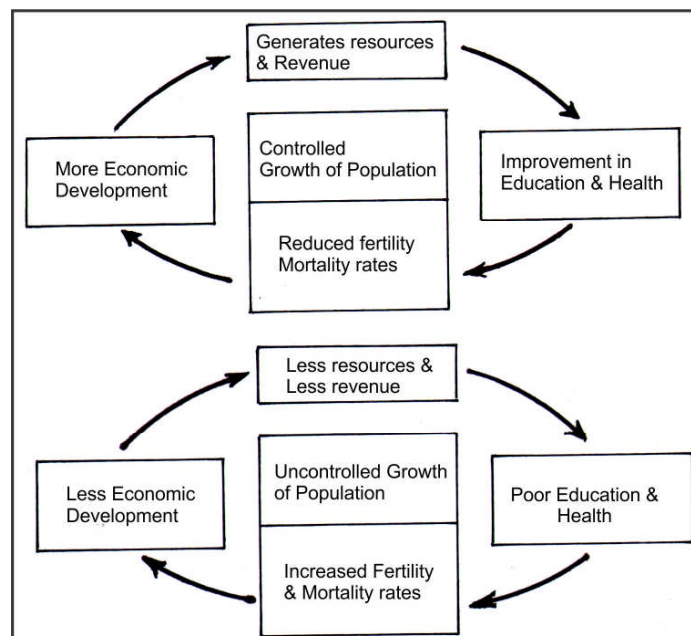 Generates resources
& Revenue
Controlled
Growth of Population
More Economic
Development
Improvement in
Education & Health
Reduced fertility
Mortality rates
Less resources &
Less revenue
Uncontrolled Growth
of Population
Less Economic
Development
Poor Education &
Health
Increased Fertility
& Mortality rates